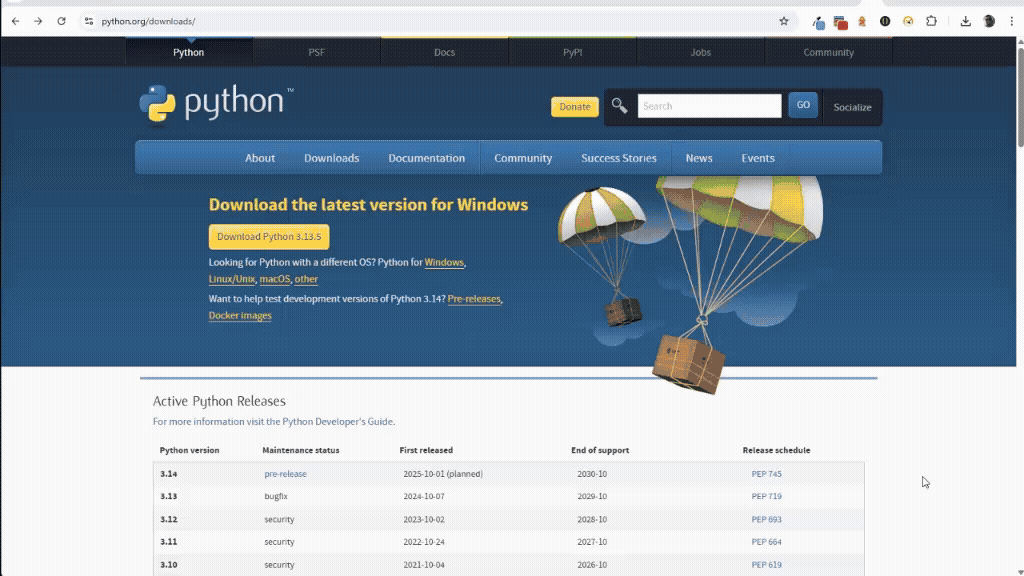 python.org/downloads/
Python PSF Docs PyPI Jobs Community
python™
Donate Search GO Socialize
About Downloads Documentation Community Success Stories News Events
Download the latest version for Windows
Download Python 3.13.5
Looking for Python with a different OS? Python for Windows,
Linux/Unix, macOS, other
Want to help test development versions of Python 3.14? Pre-releases,
Docker images
Active Python Releases
For more information visit the Python Developer's Guide.
Python version Maintenance status First released End of support Release schedule
3.14 pre-release 2025-10-01 (planned) 2030-10 PEP 745
3.13 bugfix 2024-10-07 2029-10 PEP 719
3.12 security 2023-10-02 2028-10 PEP 693
3.11 security 2022-10-24 2027-10 PEP 664
3.10 security 2021-10-04 2026-10 PEP 619